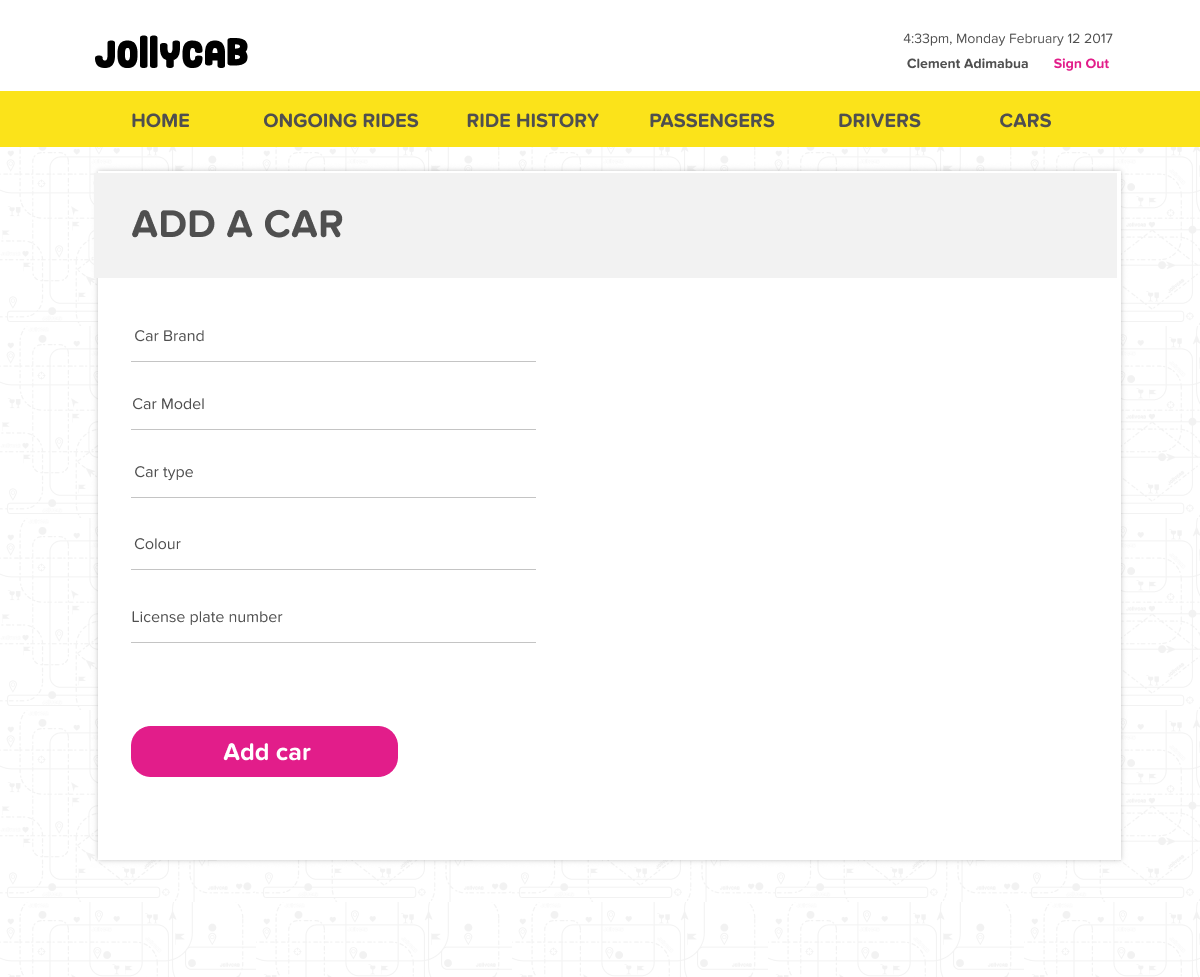 JOLLYCAB
4:33pm, Monday February 12 2017
Clement Adimabua Sign Out
HOME ONGOING RIDES RIDE HISTORY PASSENGERS DRIVERS CARS
ADD A CAR
Car Brand
Car Model
Car type
Colour
License plate number
Add car